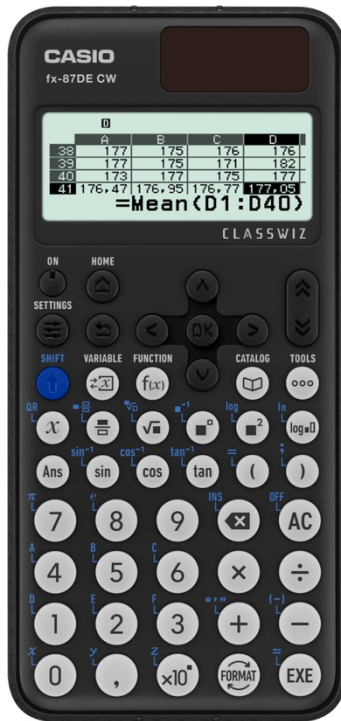 CASIO
fx-87DE CW
D
A B C D
38 177 175 176 176
39 177 175 171 182
40 173 177 175 177
41 176,47 176,95 176,77 177,05
=Mean(D1:D40)
CLASSWIZ
ON HOME
SETTINGS
OK
SHIFT VARIABLE FUNCTION CATALOG TOOLS
x f(x)
QR log ln
x log
sin⁻¹ cos⁻¹ tan⁻¹ = ;
Ans sin cos tan ( )
π e INS OFF
7 8 9 AC
A B C
4 5 6 × ÷
D E F ° ′ ″ (−)
1 2 3 + −
x y z ≈
0 , ×10 FORMAT EXE